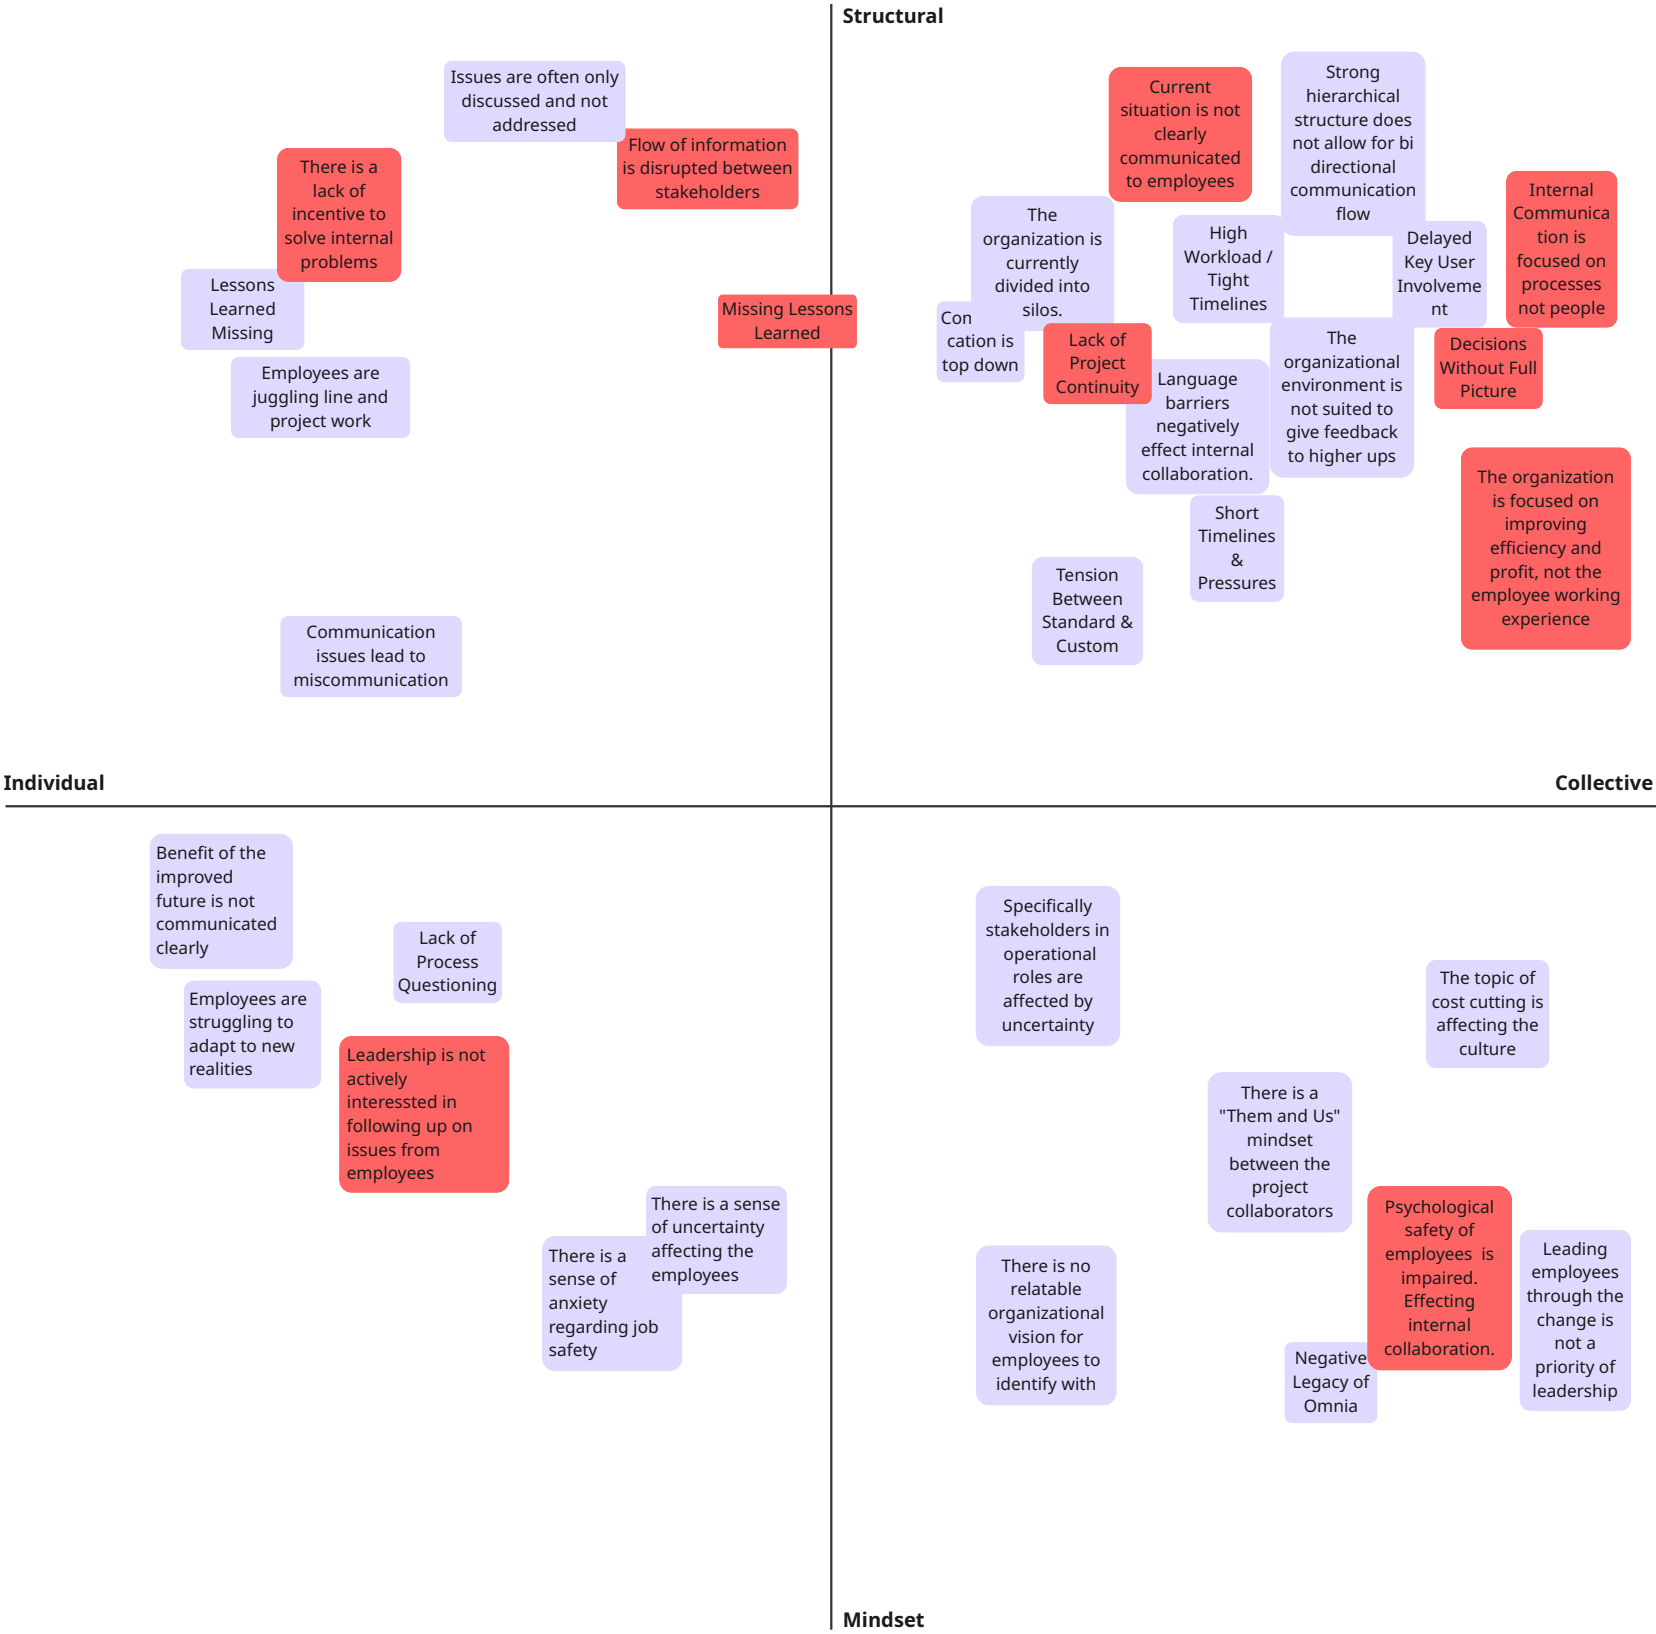 Structural
Issues are often only
discussed and not
addressed
Flow of information
is disrupted between
stakeholders
There is a
lack of
incentive to
solve internal
problems
Lessons
Learned
Missing
Employees are
juggling line and
project work
Missing Lessons
Learned
Communication
issues lead to
miscommunication
Current
situation is not
clearly
communicated
to employees
Strong
hierarchical
structure does
not allow for bi
directional
communication
flow
Internal
Communica
tion is
focused on
processes
not people
The
organization is
currently
divided into
silos.
High
Workload /
Tight
Timelines
Delayed
Key User
Involveme
nt
Com
cation is
top down
Lack of
Project
Continuity
Language
barriers
negatively
effect internal
collaboration.
The
organizational
environment is
not suited to
give feedback
to higher ups
Decisions
Without Full
Picture
The organization
is focused on
improving
efficiency and
profit, not the
employee working
experience
Short
Timelines
&
Pressures
Tension
Between
Standard &
Custom
Individual
Collective
Benefit of the
improved
future is not
communicated
clearly
Lack of
Process
Questioning
Employees are
struggling to
adapt to new
realities
Leadership is not
actively
interessted in
following up on
issues from
employees
There is a sense
of uncertainty
affecting the
employees
There is a
sense of
anxiety
regarding job
safety
Specifically
stakeholders in
operational
roles are
affected by
uncertainty
The topic of
cost cutting is
affecting the
culture
There is a
"Them and Us"
mindset
between the
project
collaborators
Psychological
safety of
employees is
impaired.
Effecting
internal
collaboration.
Leading
employees
through the
change is
not a
priority of
leadership
There is no
relatable
organizational
vision for
employees to
identify with
Negative
Legacy of
Omnia
Mindset